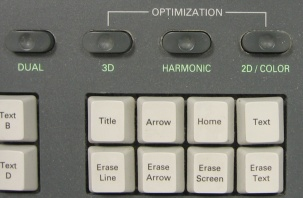 OPTIMIZATION
DUAL
3D
HARMONIC
2D / COLOR
Text
B
Title
Arrow
Home
Text
Text
D
Erase
Line
Erase
Arrow
Erase
Screen
Erase
Text